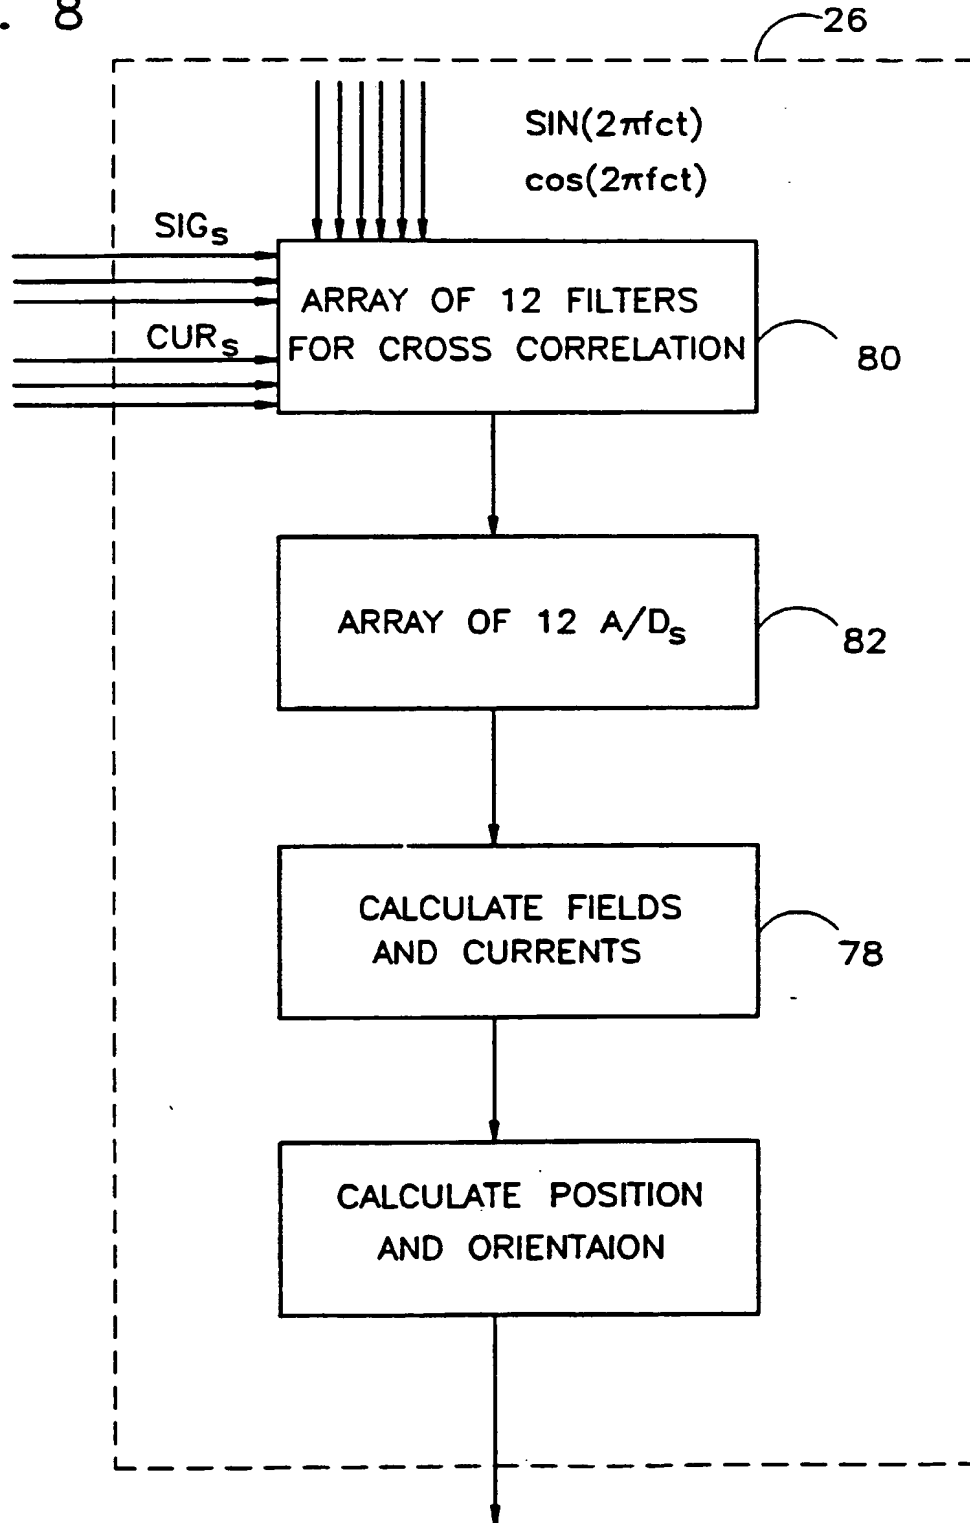 . 8
26
SIN(2πfct)
cos(2πfct)
SIGs
ARRAY OF 12 FILTERS
FOR CROSS CORRELATION
CURs
80
ARRAY OF 12 A/Ds
82
CALCULATE FIELDS
AND CURRENTS
78
CALCULATE POSITION
AND ORIENTAION